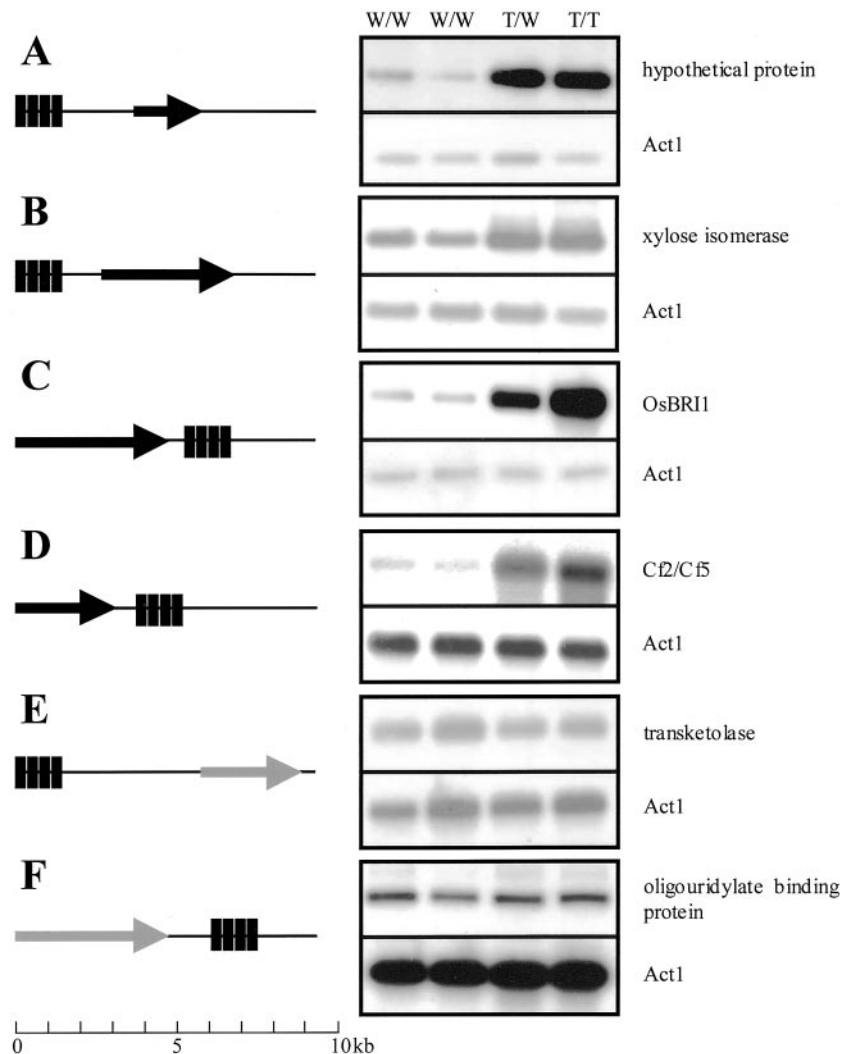 W/W W/W T/W T/T
A
hypothetical protein
Act1
B
xylose isomerase
Act1
C
OsBRI1
Act1
D
Cf2/Cf5
Act1
E
transketolase
Act1
F
oligouridylate binding
protein
Act1
0 5 10kb